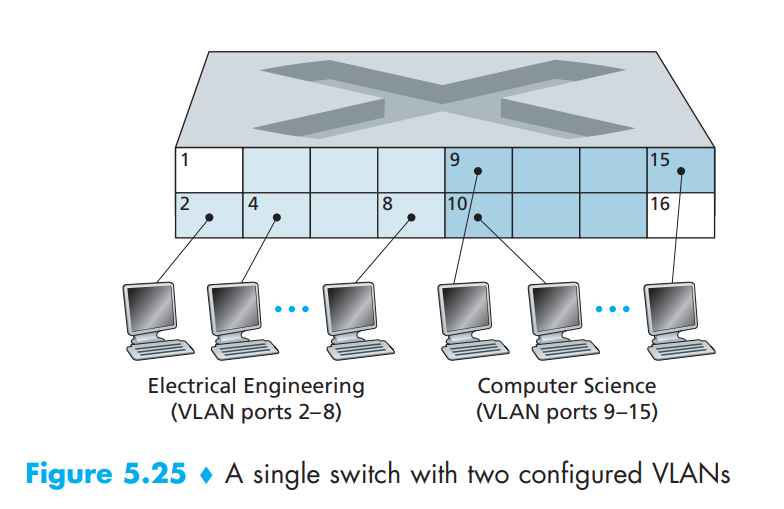 1 9 15
2 4 8 10 16
Electrical Engineering
(VLAN ports 2–8)
Computer Science
(VLAN ports 9–15)
Figure 5.25 ♦ A single switch with two configured VLANs